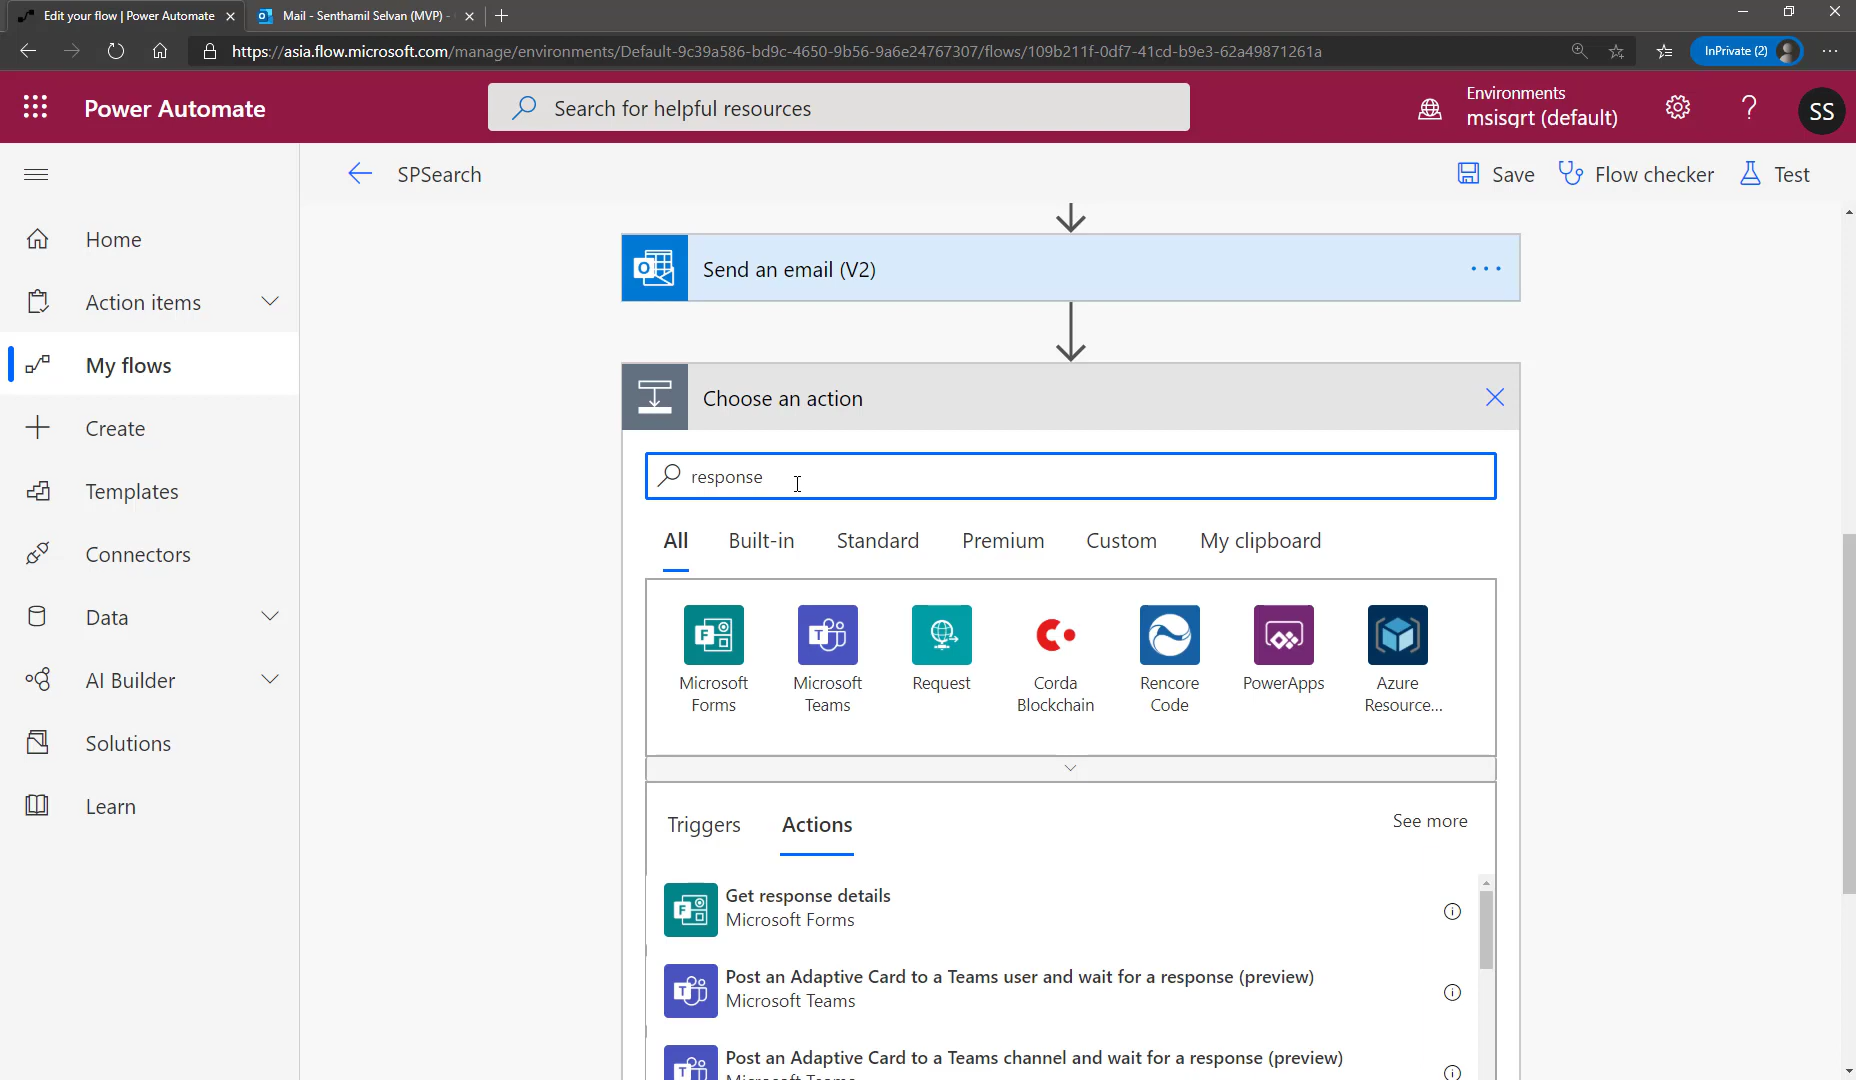 Edit your flow | Power Automate
Mail - Senthamil Selvan (MVP) -
https://asia.flow.microsoft.com/manage/environments/Default-9c39a586-bd9c-4650-9b56-9a6e24767307/flows/109b211f-0df7-41cd-b9e3-62a49871261a
InPrivate (2)
Power Automate
Search for helpful resources
Environments
msisqrt (default)
SS
SPSearch
Save
Flow checker
Test
Home
Action items
My flows
Create
Templates
Connectors
Data
AI Builder
Solutions
Learn
Send an email (V2)
Choose an action
response
All
Built-in
Standard
Premium
Custom
My clipboard
Microsoft
Forms
Microsoft
Teams
Request
Corda
Blockchain
Rencore
Code
PowerApps
Azure
Resource...
Triggers
Actions
See more
Get response details
Microsoft Forms
Post an Adaptive Card to a Teams user and wait for a response (preview)
Microsoft Teams
Post an Adaptive Card to a Teams channel and wait for a response (preview)
Microsoft Teams